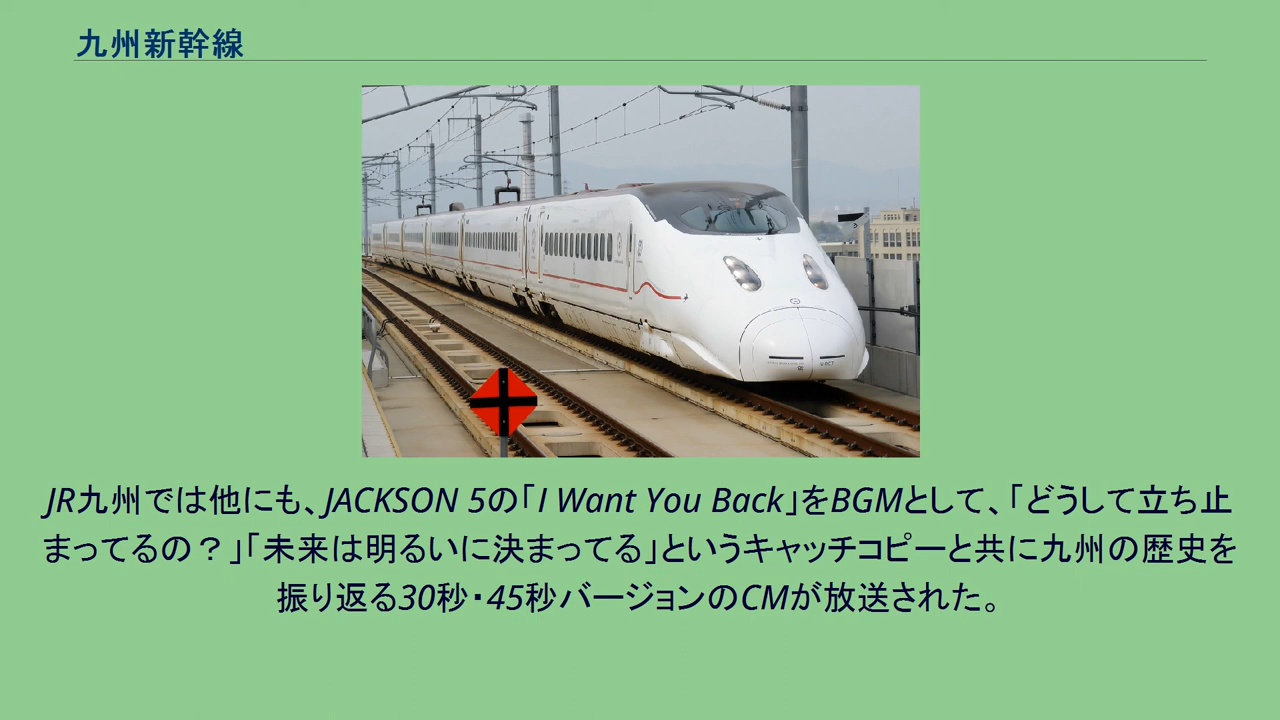 九州新幹線
JR九州では他にも、JACKSON 5の「I Want You Back」をBGMとして、「どうして立ち止
まってるの？」「未来は明るいに決まってる」というキャッチコピーと共に九州の歴史を
振り返る30秒・45秒バージョンのCMが放送された。